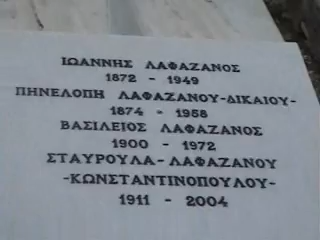 ΙΩΑΝΝΗΣ ΛΑΦΑΖΑΝΟΣ
1872 - 1949
ΠΗΝΕΛΟΠΗ ΛΑΦΑΖΑΝΟΥ-ΔΙΚΑΙΟΥ-
1874 - 1958
ΒΑΣΙΛΕΙΟΣ ΛΑΦΑΖΑΝΟΣ
1900 - 1972
ΣΤΑΥΡΟΥΛΑ-ΛΑΦΑΖΑΝΟΥ
-ΚΩΝΣΤΑΝΤΙΝΟΠΟΥΛΟΥ-
1911 - 2004